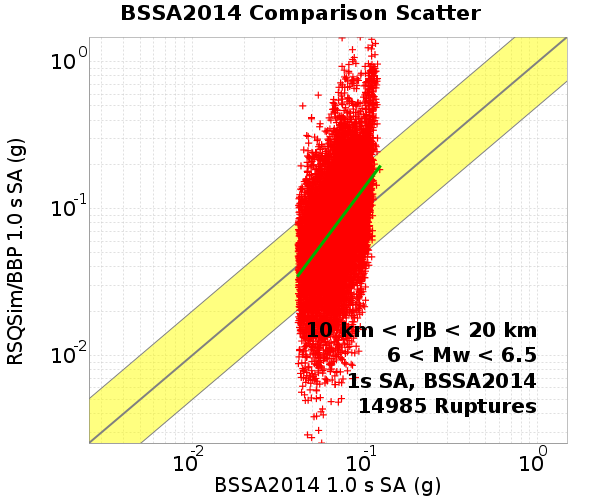 BSSA2014 Comparison Scatter
RSQSim/BBP 1.0 s SA (g)
10^0
10^-1
10^-2
10 km < rJB < 20 km
6 < Mw < 6.5
1s SA, BSSA2014
14985 Ruptures
10^-2 10^-1 10^0
BSSA2014 1.0 s SA (g)